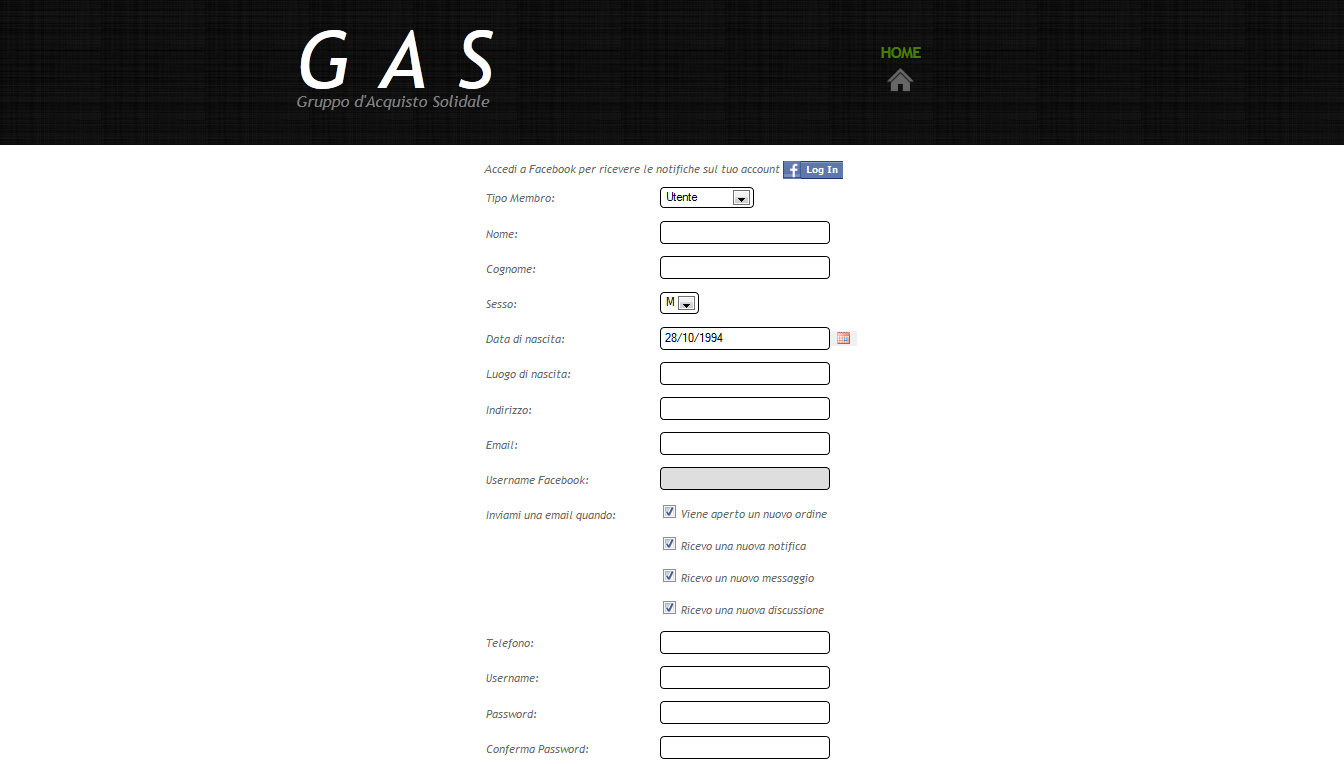 G A S
Gruppo d'Acquisto Solidale
HOME
Accedi a Facebook per ricevere le notifiche sul tuo account f Log In
Tipo Membro: Utente
Nome:
Cognome:
Sesso: M
Data di nascita: 28/10/1994
Luogo di nascita:
Indirizzo:
Email:
Username Facebook:
Inviami una email quando: Viene aperto un nuovo ordine
Ricevo una nuova notifica
Ricevo un nuovo messaggio
Ricevo una nuova discussione
Telefono:
Username:
Password:
Conferma Password: